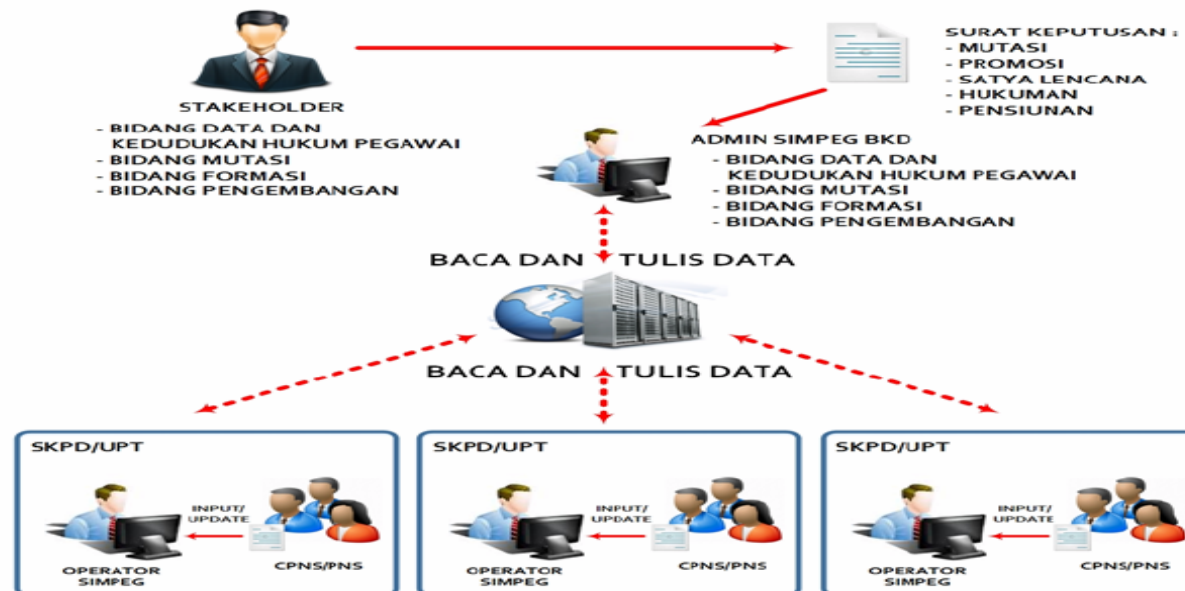 STAKEHOLDER
- BIDANG DATA DAN
KEDUDUKAN HUKUM PEGAWAI
- BIDANG MUTASI
- BIDANG FORMASI
- BIDANG PENGEMBANGAN
SURAT KEPUTUSAN :
- MUTASI
- PROMOSI
- SATYA LENCANA
- HUKUMAN
- PENSIUNAN
ADMIN SIMPEG BKD
- BIDANG DATA DAN
KEDUDUKAN HUKUM PEGAWAI
- BIDANG MUTASI
- BIDANG FORMASI
- BIDANG PENGEMBANGAN
BACA DAN TULIS DATA
BACA DAN TULIS DATA
SKPD/UPT
INPUT/
UPDATE
OPERATOR
SIMPEG
CPNS/PNS
SKPD/UPT
INPUT/
UPDATE
OPERATOR
SIMPEG
CPNS/PNS
SKPD/UPT
INPUT/
UPDATE
OPERATOR
SIMPEG
CPNS/PNS